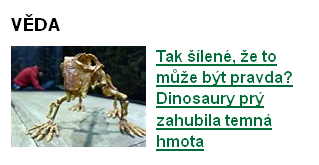 VĚDA
Tak šílené, že to
může být pravda?
Dinosaury prý
zahubila temná
hmota